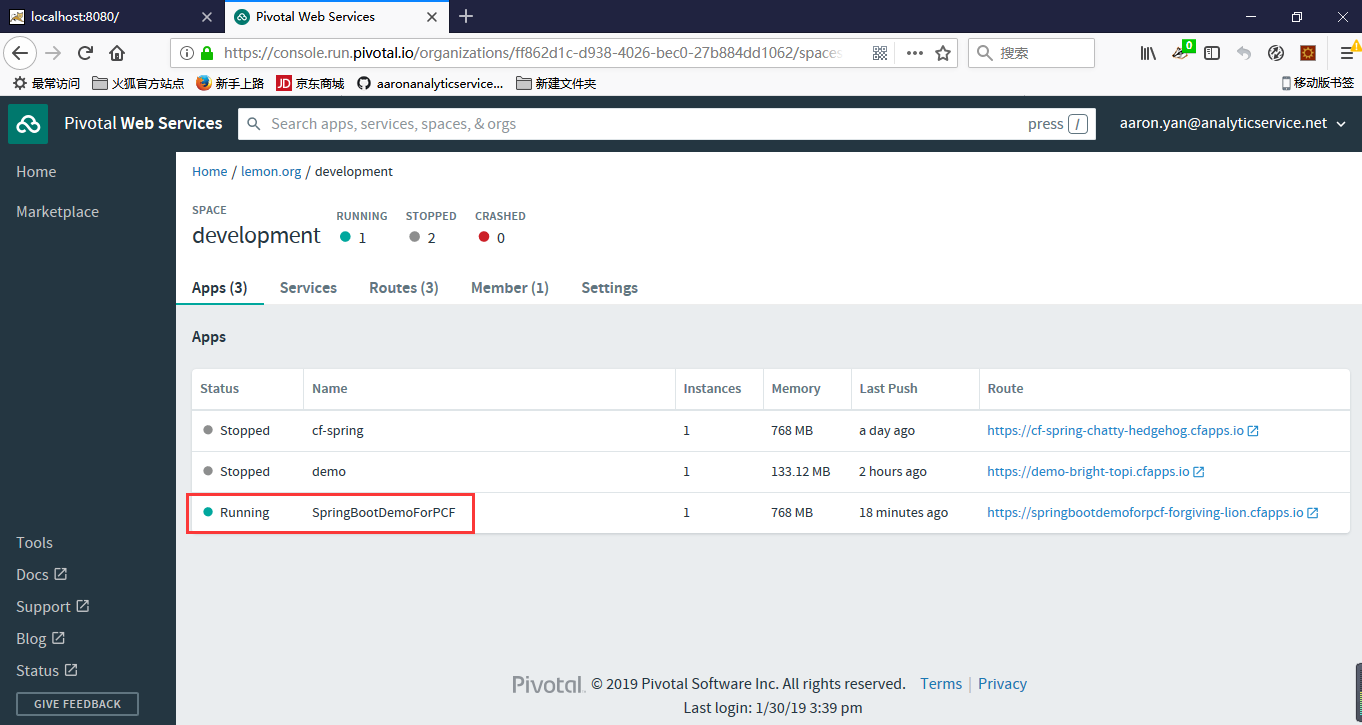 localhost:8080/
Pivotal Web Services
https://console.run.pivotal.io/organizations/ff862d1c-d938-4026-bec0-27b884dd1062/spaces
搜索
0
最常访问 火狐官方站点 新手上路 JD 京东商城 aaronanalyticservice... 新建文件夹 移动版书签
Pivotal Web Services
Search apps, services, spaces, & orgs
press /
aaron.yan@analyticservice.net
Home
Marketplace
Home / lemon.org / development
SPACE
development
RUNNING STOPPED CRASHED
1 2 0
Apps (3) Services Routes (3) Member (1) Settings
Apps
Status Name Instances Memory Last Push Route
Stopped cf-spring 1 768 MB a day ago https://cf-spring-chatty-hedgehog.cfapps.io
Stopped demo 1 133.12 MB 2 hours ago https://demo-bright-topi.cfapps.io
Running SpringBootDemoForPCF 1 768 MB 18 minutes ago https://springbootdemoforpcf-forgiving-lion.cfapps.io
Tools
Docs
Support
Blog
Status
GIVE FEEDBACK
Pivotal. © 2019 Pivotal Software Inc. All rights reserved. Terms | Privacy
Last login: 1/30/19 3:39 pm